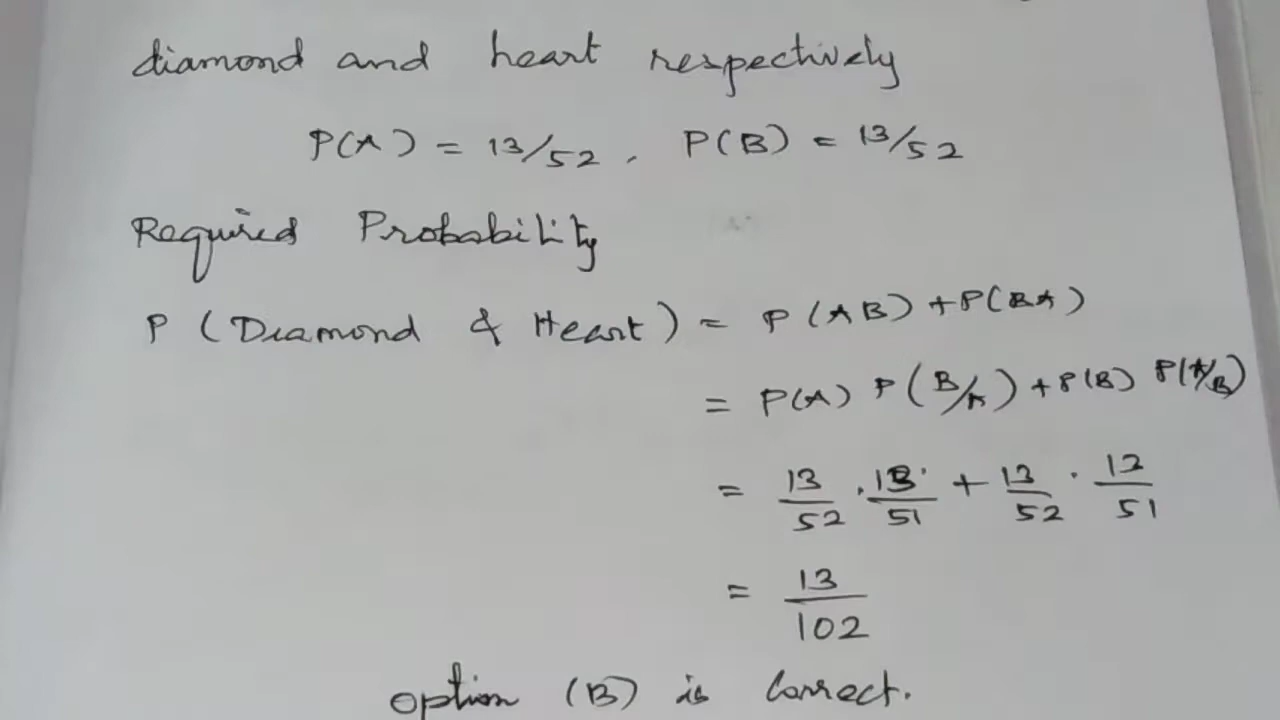 diamond and heart respectively
P(A) = 13/52, P(B) = 13/52
Required Probability
P (Diamond & Heart) = P(AB) + P(BA)
= P(A) P(B/A) + P(B) P(A/B)
= 13/52 . 13/51 + 13/52 . 13/51
= 13/102
option (B) is correct.